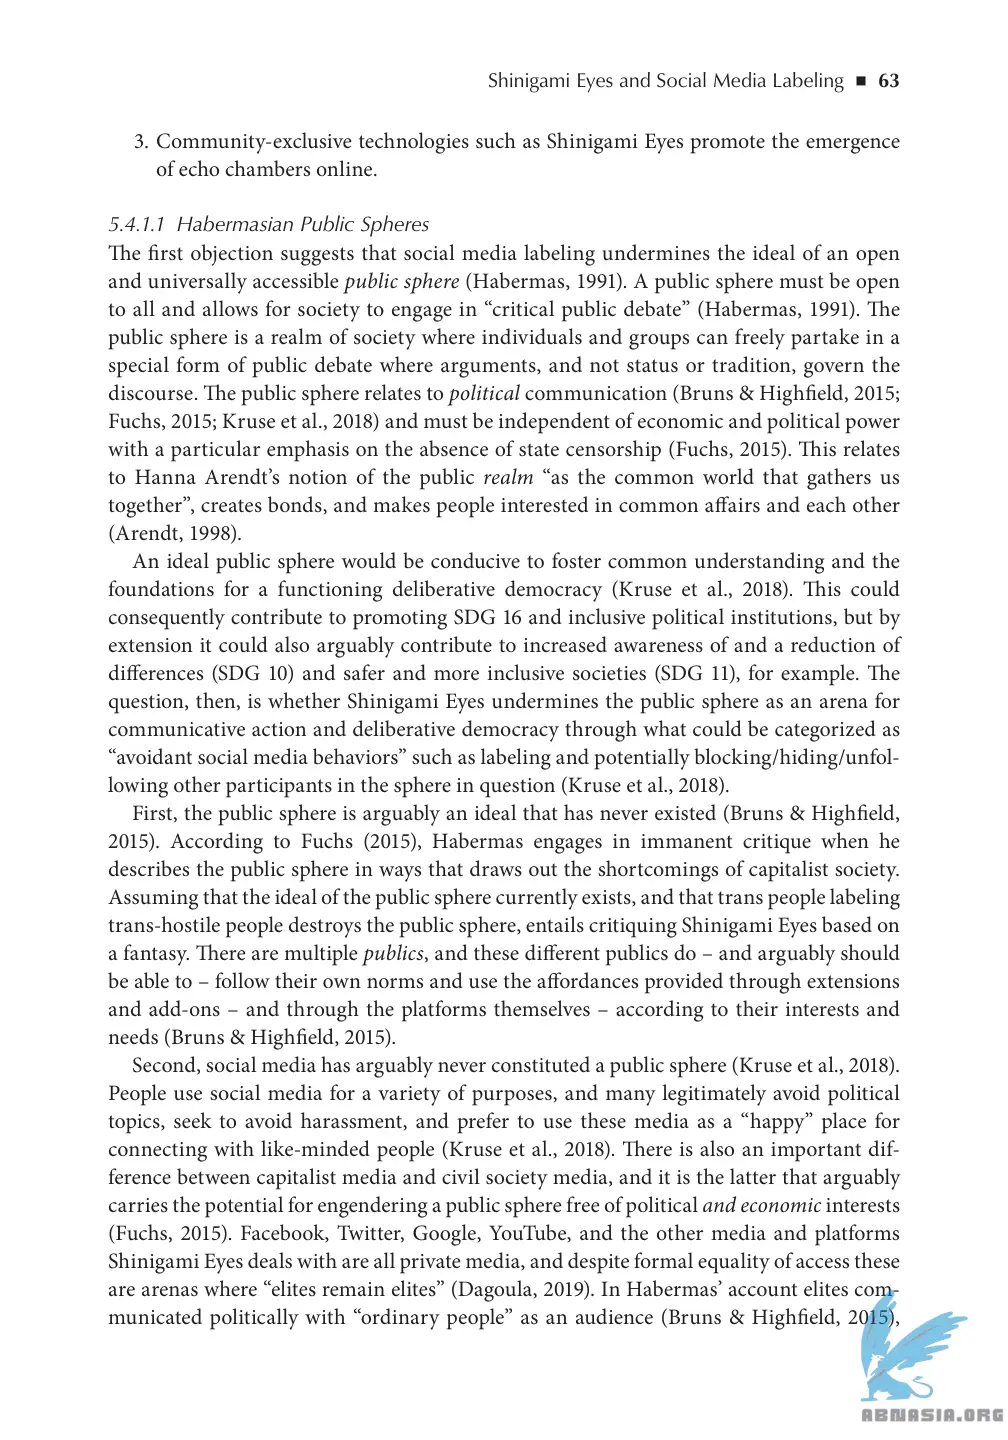 Shinigami Eyes and Social Media Labeling ■ 63
3. Community-exclusive technologies such as Shinigami Eyes promote the emergence
of echo chambers online.
5.4.1.1 Habermasian Public Spheres
The first objection suggests that social media labeling undermines the ideal of an open
and universally accessible public sphere (Habermas, 1991). A public sphere must be open
to all and allows for society to engage in “critical public debate” (Habermas, 1991). The
public sphere is a realm of society where individuals and groups can freely partake in a
special form of public debate where arguments, and not status or tradition, govern the
discourse. The public sphere relates to political communication (Bruns & Highfield, 2015;
Fuchs, 2015; Kruse et al., 2018) and must be independent of economic and political power
with a particular emphasis on the absence of state censorship (Fuchs, 2015). This relates
to Hanna Arendt’s notion of the public realm “as the common world that gathers us
together”, creates bonds, and makes people interested in common affairs and each other
(Arendt, 1998).
An ideal public sphere would be conducive to foster common understanding and the
foundations for a functioning deliberative democracy (Kruse et al., 2018). This could
consequently contribute to promoting SDG 16 and inclusive political institutions, but by
extension it could also arguably contribute to increased awareness of and a reduction of
differences (SDG 10) and safer and more inclusive societies (SDG 11), for example. The
question, then, is whether Shinigami Eyes undermines the public sphere as an arena for
communicative action and deliberative democracy through what could be categorized as
“avoidant social media behaviors” such as labeling and potentially blocking/hiding/unfol-
lowing other participants in the sphere in question (Kruse et al., 2018).
First, the public sphere is arguably an ideal that has never existed (Bruns & Highfield,
2015). According to Fuchs (2015), Habermas engages in immanent critique when he
describes the public sphere in ways that draws out the shortcomings of capitalist society.
Assuming that the ideal of the public sphere currently exists, and that trans people labeling
trans-hostile people destroys the public sphere, entails critiquing Shinigami Eyes based on
a fantasy. There are multiple publics, and these different publics do – and arguably should
be able to – follow their own norms and use the affordances provided through extensions
and add-ons – and through the platforms themselves – according to their interests and
needs (Bruns & Highfield, 2015).
Second, social media has arguably never constituted a public sphere (Kruse et al., 2018).
People use social media for a variety of purposes, and many legitimately avoid political
topics, seek to avoid harassment, and prefer to use these media as a “happy” place for
connecting with like-minded people (Kruse et al., 2018). There is also an important dif-
ference between capitalist media and civil society media, and it is the latter that arguably
carries the potential for engendering a public sphere free of political and economic interests
(Fuchs, 2015). Facebook, Twitter, Google, YouTube, and the other media and platforms
Shinigami Eyes deals with are all private media, and despite formal equality of access these
are arenas where “elites remain elites” (Dagoula, 2019). In Habermas’ account elites com-
municated politically with “ordinary people” as an audience (Bruns & Highfield, 2015),
ABNASIA.ORG